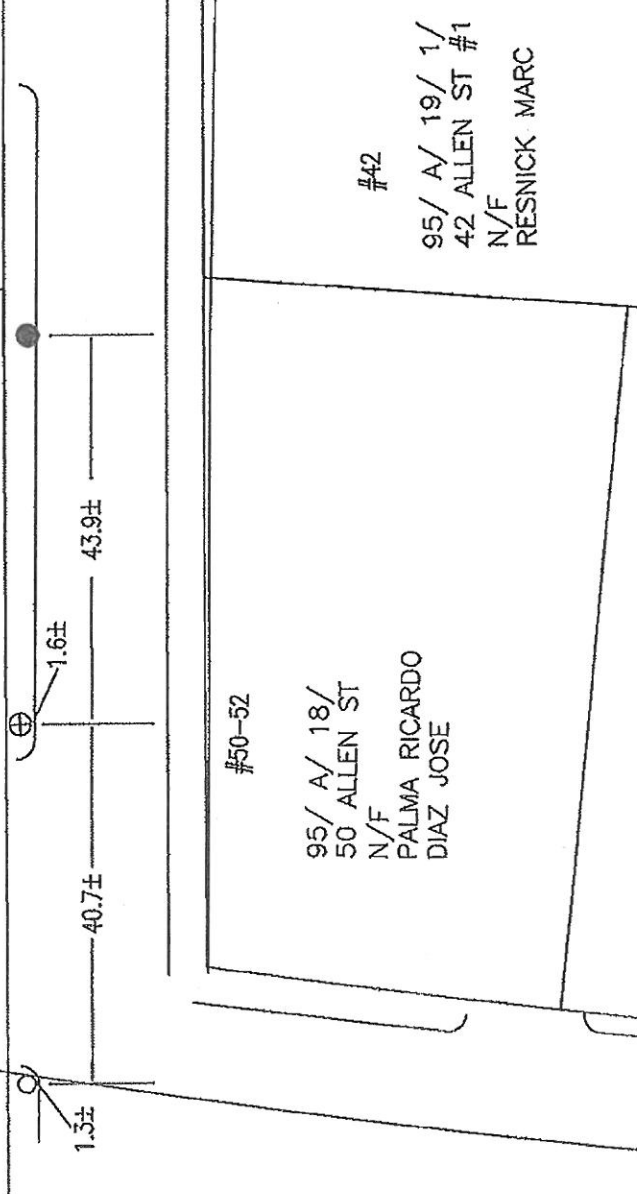 1.3±
40.7±
1.6±
43.9±
#50-52
95/ A/ 18/
50 ALLEN ST
N/F
PALMA RICARDO
DIAZ JOSE
#42
95/ A/ 19/ 1/
42 ALLEN ST #1
N/F
RESNICK MARC